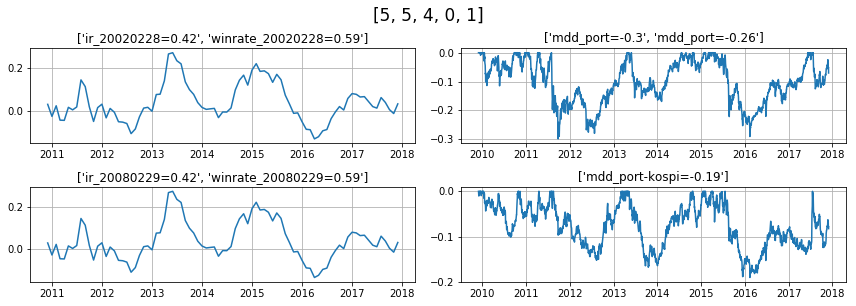 [5, 5, 4, 0, 1]
['ir_20020228=0.42', 'winrate_20020228=0.59']
0.2
0.0
2011 2012 2013 2014 2015 2016 2017 2018
['mdd_port=-0.3', 'mdd_port=-0.26']
0.0
-0.1
-0.2
-0.3
2010 2011 2012 2013 2014 2015 2016 2017 2018
['ir_20080229=0.42', 'winrate_20080229=0.59']
0.2
0.0
2011 2012 2013 2014 2015 2016 2017 2018
['mdd_port-kospi=-0.19']
0.0
-0.1
-0.2
2010 2011 2012 2013 2014 2015 2016 2017 2018